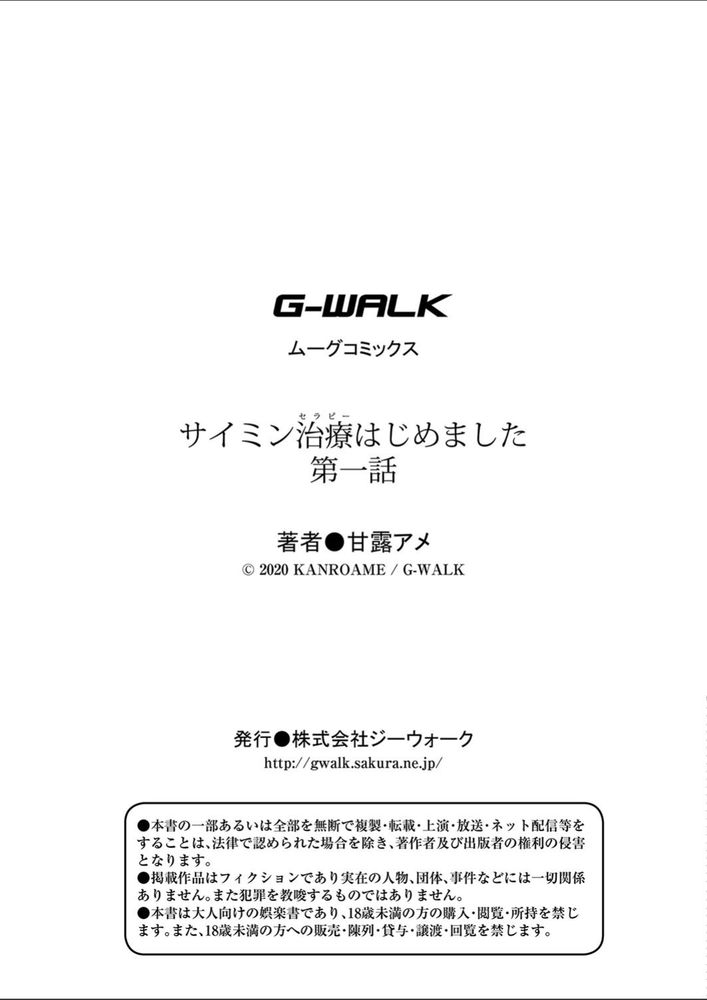 G-WALK
ムーグコミックス
セラピー
サイミン治療はじめました
第一話
著者●甘露アメ
© 2020 KANROAME / G-WALK
発行●株式会社ジーウォーク
http://gwalk.sakura.ne.jp/
●本書の一部あるいは全部を無断で複製・転載・上演・放送・ネット配信等を
することは、法律で認められた場合を除き、著作者及び出版者の権利の侵害
となります。
●掲載作品はフィクションであり実在の人物、団体、事件などには一切関係
ありません。また犯罪を教唆するものではありません。
●本書は大人向けの娯楽書であり、18歳未満の方の購入・閲覧・所持を禁じ
ます。また、18歳未満の方への販売・陳列・貸与・譲渡・回覧を禁じます。